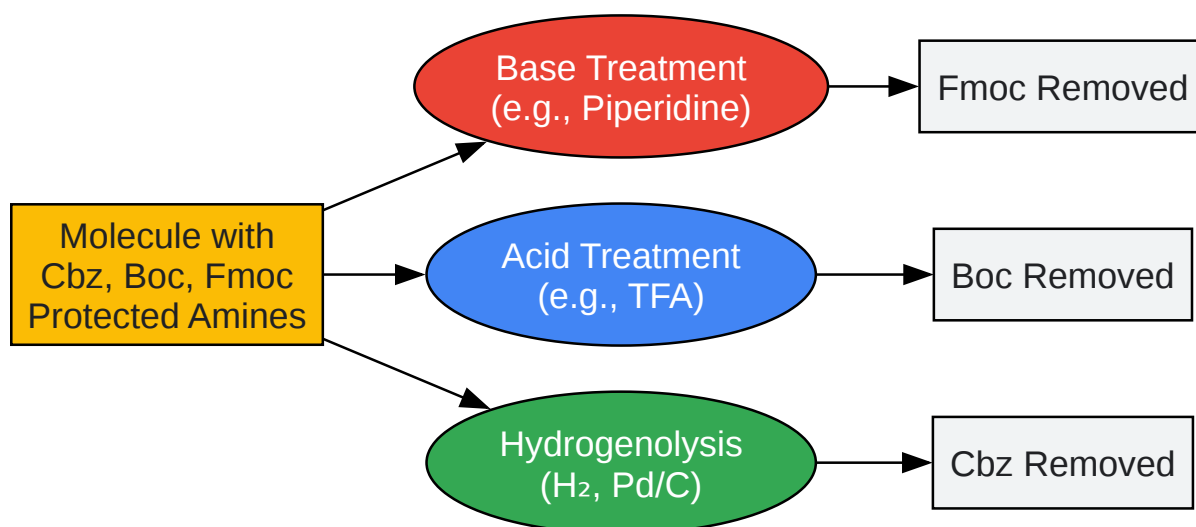 Base Treatment
(e.g., Piperidine)
Fmoc Removed
Molecule with
Cbz, Boc, Fmoc
Protected Amines
Acid Treatment
(e.g., TFA)
Boc Removed
Hydrogenolysis
(H₂, Pd/C)
Cbz Removed